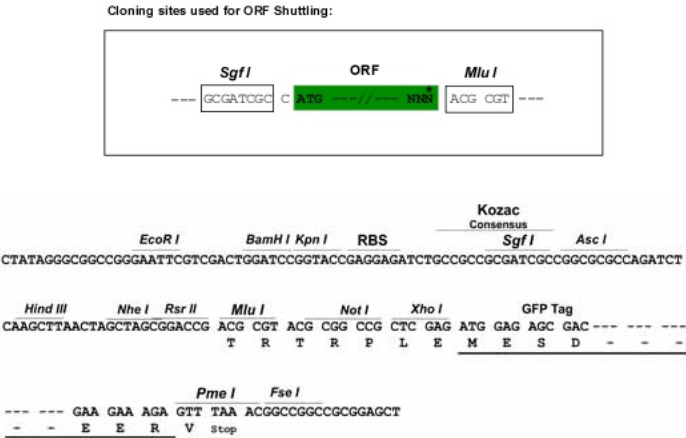 Cloning sites used for ORF Shuttling:
Sgf I ORF Mlu I
--- GCGATCGC C ATG ---//--- NNN* ACG CGT ---
Kozac
Consensus
EcoR I BamH I Kpn I RBS Sgf I Asc I
CTATAGGGCGGCCGGGAATTCGTCGACTGGATCCGGTACCGAGGAGATCTGCCGCCGCGATCGCCGGCGCGCCAGATCT
Hind III Nhe I Rsr II Mlu I Not I Xho I GFP Tag
CAAGCTTAACTAGCTAGCGGACCG ACG CGT ACG CGG CCG CTC GAG ATG GAG AGC GAC--- --- ---
T R T R P L E M E S D - - -
Pme I Fse I
--- --- GAA GAA AGA GTT TAA ACGGCCGGCCGCGGAGCT
- - E E R V Stop